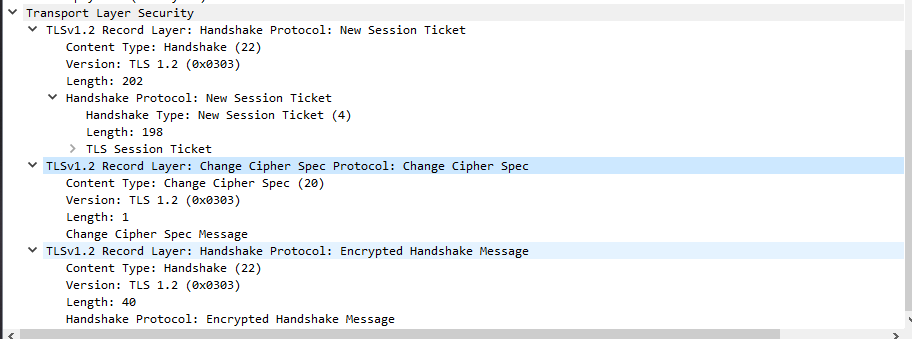 Transport Layer Security
TLSv1.2 Record Layer: Handshake Protocol: New Session Ticket
Content Type: Handshake (22)
Version: TLS 1.2 (0x0303)
Length: 202
Handshake Protocol: New Session Ticket
Handshake Type: New Session Ticket (4)
Length: 198
TLS Session Ticket
TLSv1.2 Record Layer: Change Cipher Spec Protocol: Change Cipher Spec
Content Type: Change Cipher Spec (20)
Version: TLS 1.2 (0x0303)
Length: 1
Change Cipher Spec Message
TLSv1.2 Record Layer: Handshake Protocol: Encrypted Handshake Message
Content Type: Handshake (22)
Version: TLS 1.2 (0x0303)
Length: 40
Handshake Protocol: Encrypted Handshake Message